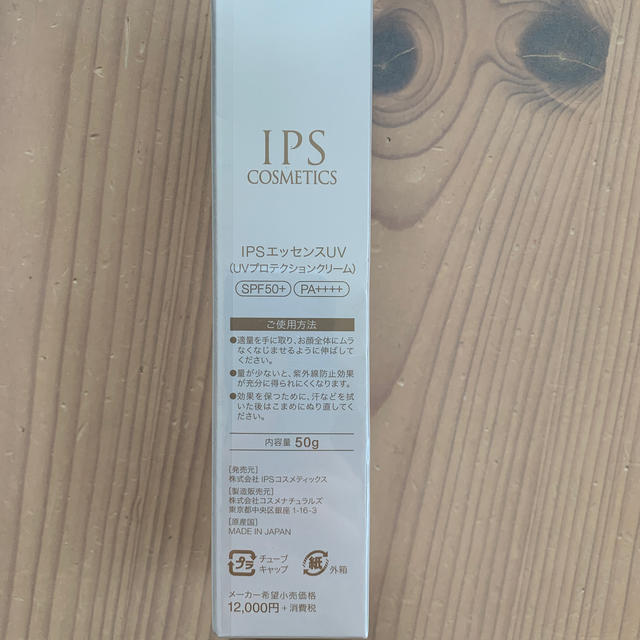 IPS
COSMETICS
IPSエッセンスUV
(UVプロテクションクリーム)
SPF50+ PA++++
ご使用方法
●適量を手に取り、お顔全体にムラ
なくなじませるように伸ばして
ください。
●量が少ないと、紫外線防止効果
が充分に得られにくくなります。
●効果を保つために、汗などを拭
いた後はこまめにぬり直してく
ださい。
内容量 50g
[発売元]
株式会社 IPSコスメティックス
[製造販売元]
株式会社コスメナチュラルズ
東京都中央区銀座 1-16-3
[原産国]
MADE IN JAPAN
プラ チューブ
キャップ
紙 外箱
メーカー希望小売価格
12,000円+消費税